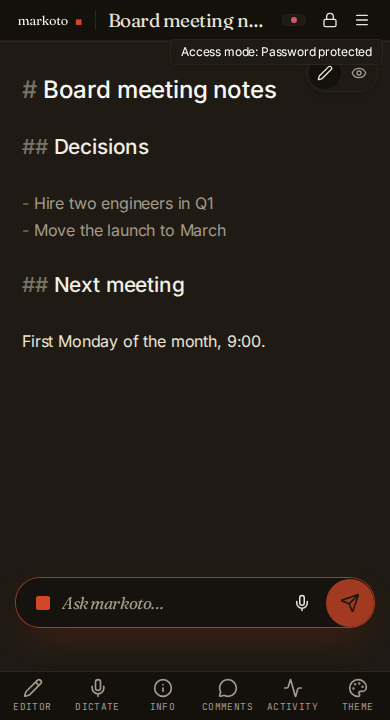 markoto
Board meeting n...
Access mode: Password protected
# Board meeting notes
## Decisions
- Hire two engineers in Q1
- Move the launch to March
## Next meeting
First Monday of the month, 9:00.
Ask markoto...
EDITOR DICTATE INFO COMMENTS ACTIVITY THEME